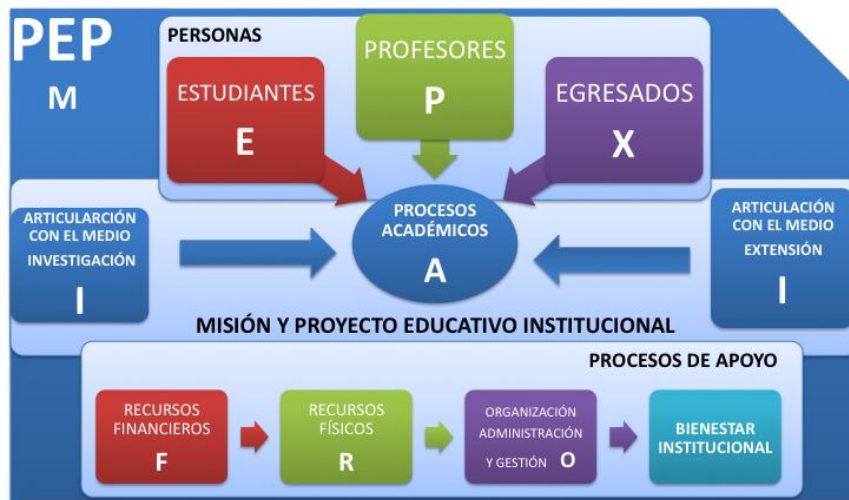 PEP
M
PERSONAS
ESTUDIANTES
E
PROFESORES
P
EGRESADOS
X
ARTICULARCIÓN
CON EL MEDIO
INVESTIGACIÓN
I
PROCESOS
ACADÉMICOS
A
ARTICULACIÓN
CON EL MEDIO
EXTENSIÓN
I
MISIÓN Y PROYECTO EDUCATIVO INSTITUCIONAL
PROCESOS DE APOYO
RECURSOS
FINANCIEROS
F
RECURSOS
FÍSICOS
R
ORGANIZACIÓN
ADMINISTRACIÓN
Y GESTIÓN O
BIENESTAR
INSTITUCIONAL